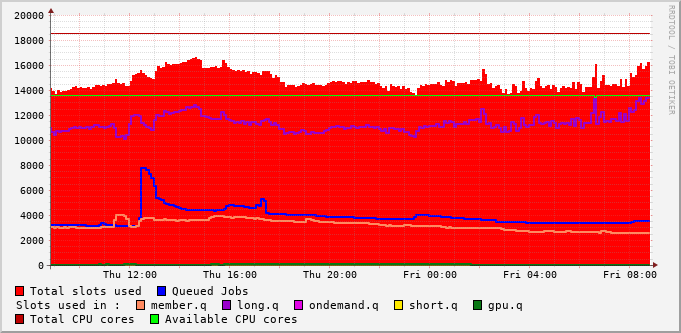 20000
18000
16000
14000
12000
10000
8000
6000
4000
2000
0
Thu 12:00 Thu 16:00 Thu 20:00 Fri 00:00 Fri 04:00 Fri 08:00
Total slots used Queued Jobs
Slots used in : member.q long.q ondemand.q short.q gpu.q
Total CPU cores Available CPU cores
RRDTOOL / TOBI OETIKER